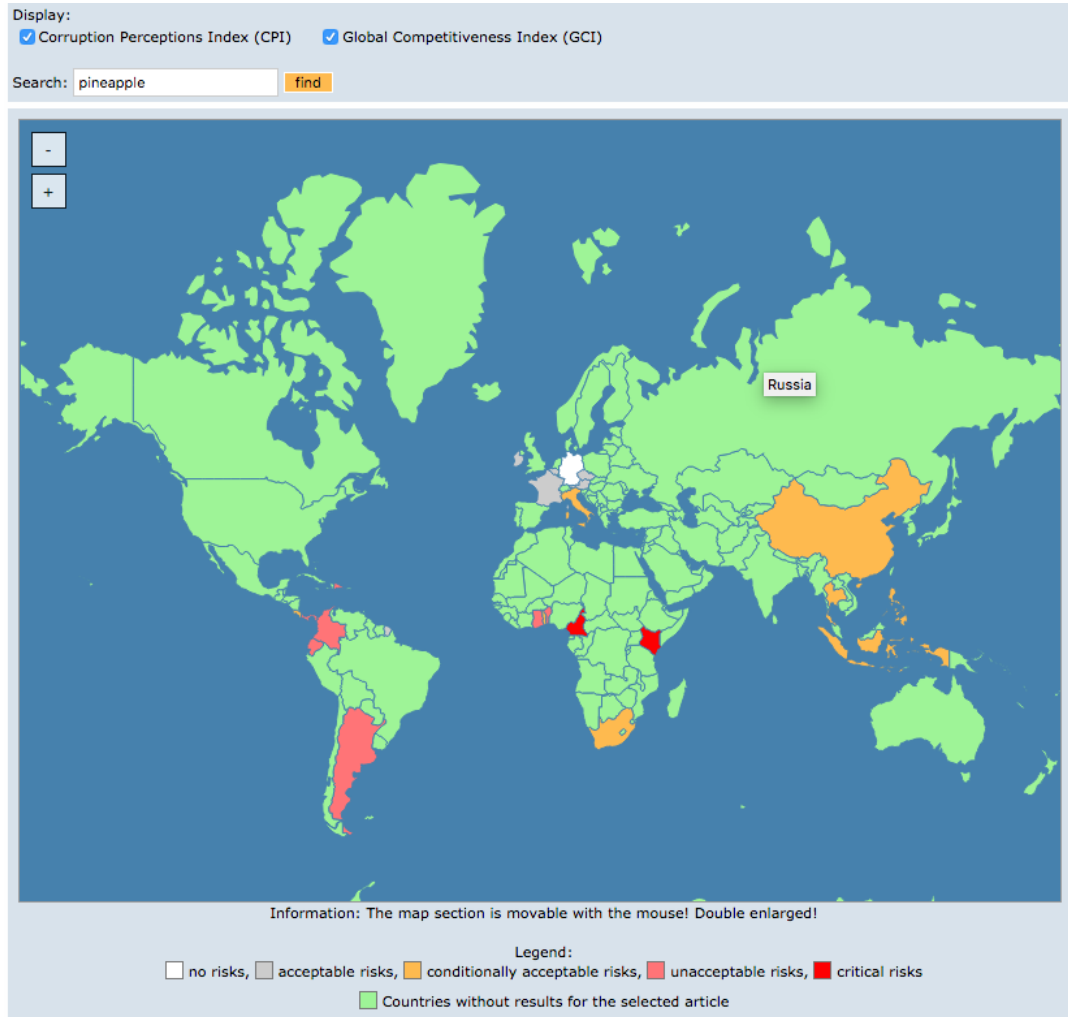 Display:
Corruption Perceptions Index (CPI) Global Competitiveness Index (GCI)
Search: pineapple find
-
+
Russia
Information: The map section is movable with the mouse! Double enlarged!
Legend:
no risks, acceptable risks, conditionally acceptable risks, unacceptable risks, critical risks
Countries without results for the selected article